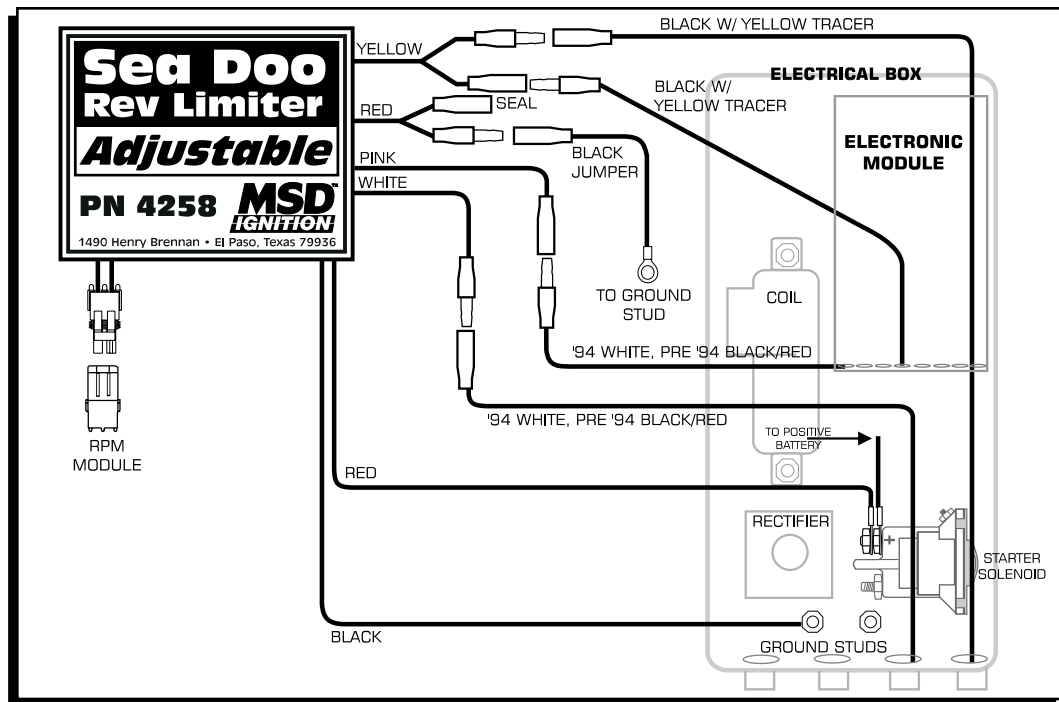 Sea Doo
Rev Limiter
Adjustable
PN 4258
MSD™
IGNITION
1490 Henry Brennan • El Paso, Texas 79936
YELLOW
RED
PINK
WHITE
SEAL
BLACK W/ YELLOW TRACER
BLACK W/
YELLOW TRACER
BLACK
JUMPER
TO GROUND
STUD
ELECTRICAL BOX
ELECTRONIC
MODULE
COIL
'94 WHITE, PRE '94 BLACK/RED
'94 WHITE, PRE '94 BLACK/RED
TO POSITIVE
BATTERY
RPM
MODULE
RED
RECTIFIER
+
STARTER
SOLENOID
BLACK
GROUND STUDS